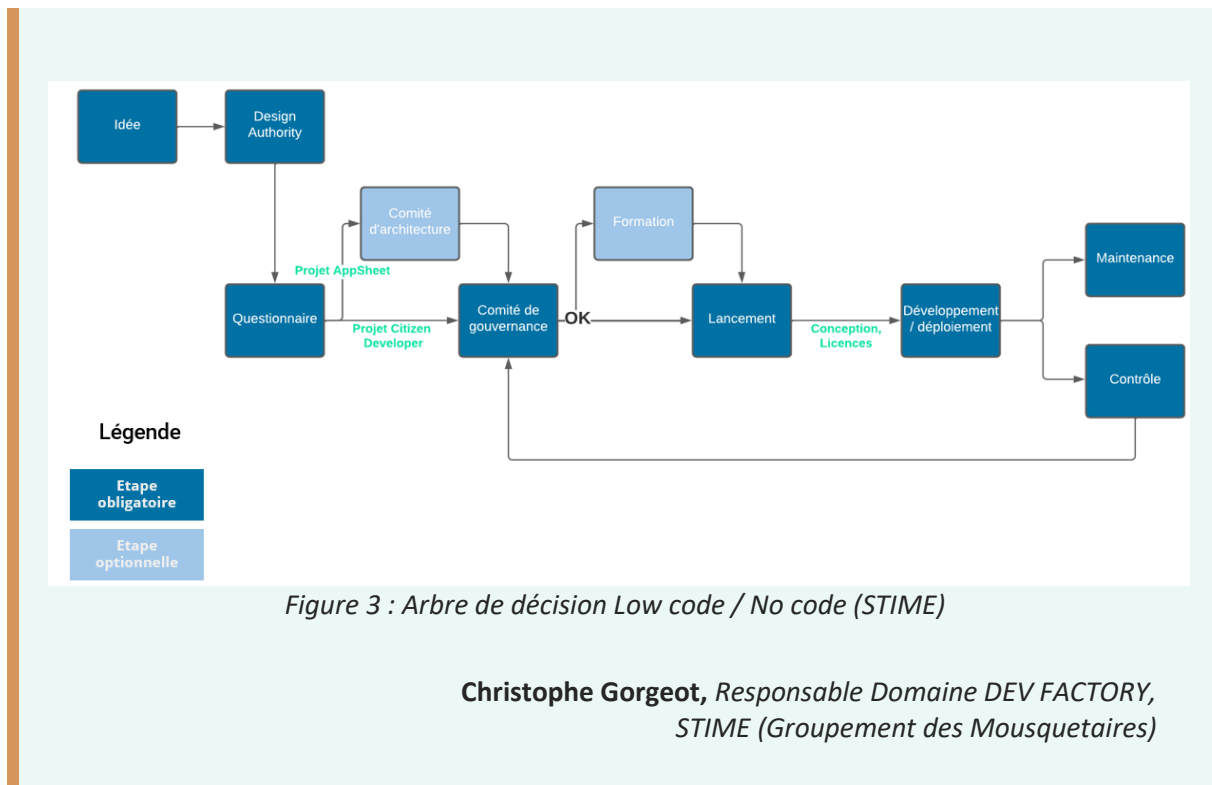 Idée
Design
Authority
Comité
d'architecture
Formation
Projet AppSheet
Maintenance
Questionnaire
Projet Citizen
Developer
Comité de
gouvernance
OK
Lancement
Conception,
Licences
Développement
/ déploiement
Contrôle
Légende
Etape
obligatoire
Etape
optionnelle
Figure 3 : Arbre de décision Low code / No code (STIME)
Christophe Gorgeot, Responsable Domaine DEV FACTORY,
STIME (Groupement des Mousquetaires)